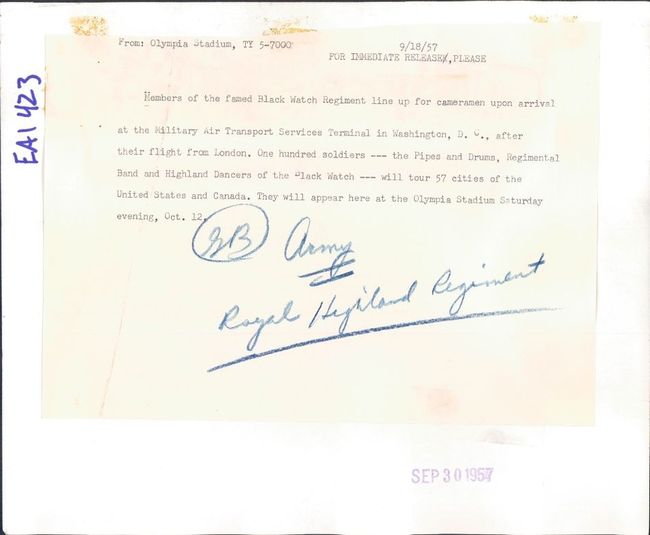 From: Olympia Stadium, TY 5-7000
9/18/57
FOR IMMEDIATE RELEASE, PLEASE
Members of the famed Black Watch Regiment line up for cameramen upon arrival
at the Military Air Transport Services Terminal in Washington, D. C., after
their flight from London. One hundred soldiers --- the Pipes and Drums, Regimental
Band and Highland Dancers of the Black Watch --- will tour 57 cities of the
United States and Canada. They will appear here at the Olympia Stadium Saturday
evening, Oct. 12.
GB Army
Royal Highland Regiment
EAI 423
SEP 30 1957